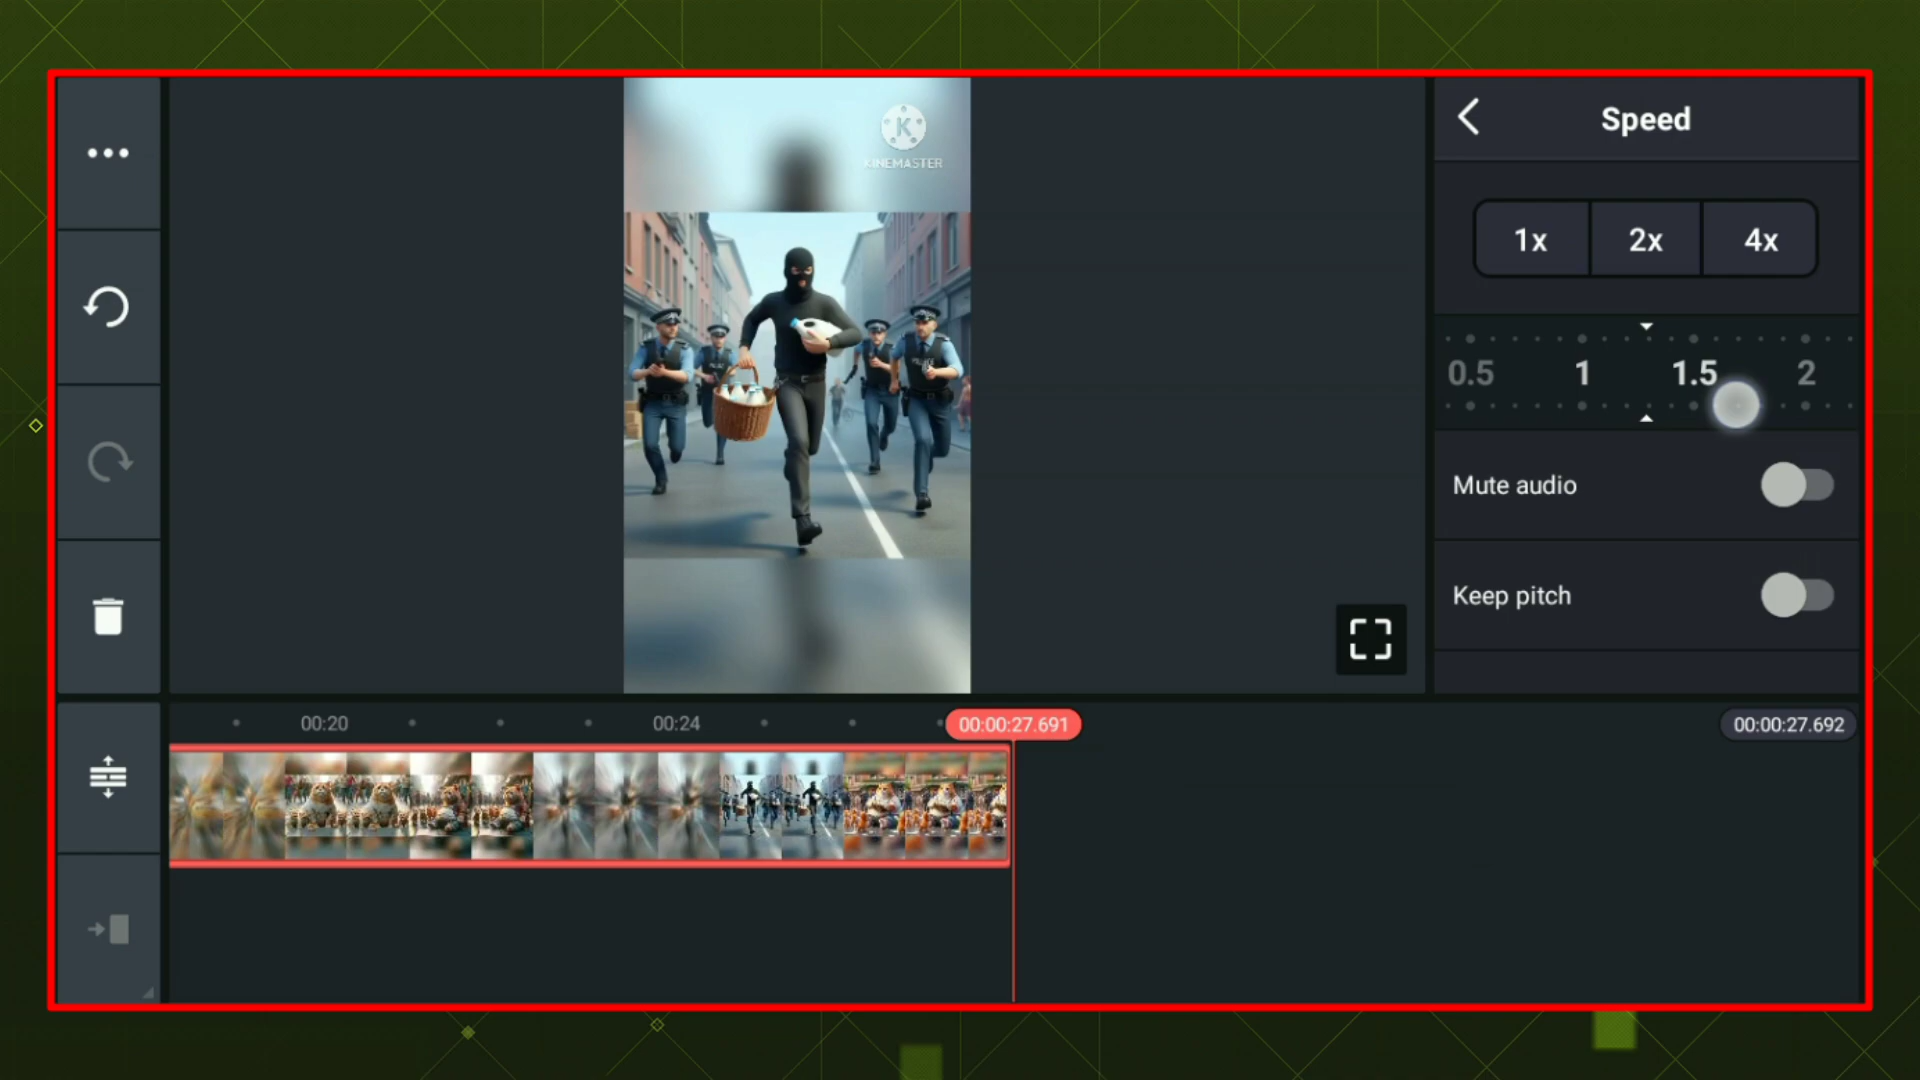 KINEMASTER
Speed
1x 2x 4x
0.5 1 1.5 2
Mute audio
Keep pitch
00:20 00:24 00:00:27.691 00:00:27.692